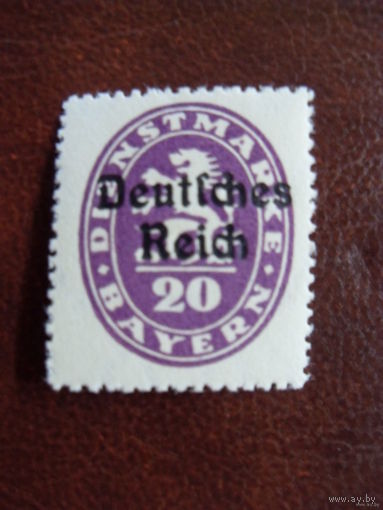 DIENSTMARKE
Deutſches
Reich
20
BAYERN
www.ay.by